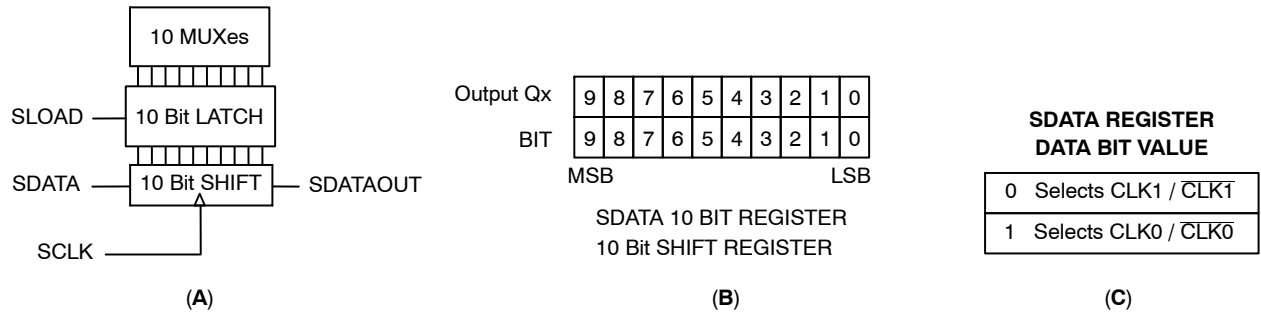 10 MUXes
SLOAD
10 Bit LATCH
SDATA
10 Bit SHIFT
SDATAOUT
SCLK
(A)
Output Qx 9 8 7 6 5 4 3 2 1 0
BIT 9 8 7 6 5 4 3 2 1 0
MSB LSB
SDATA 10 BIT REGISTER
10 Bit SHIFT REGISTER
(B)
SDATA REGISTER
DATA BIT VALUE
0 Selects CLK1 / C̅L̅K̅1̅
1 Selects CLK0 / C̅L̅K̅0̅
(C)